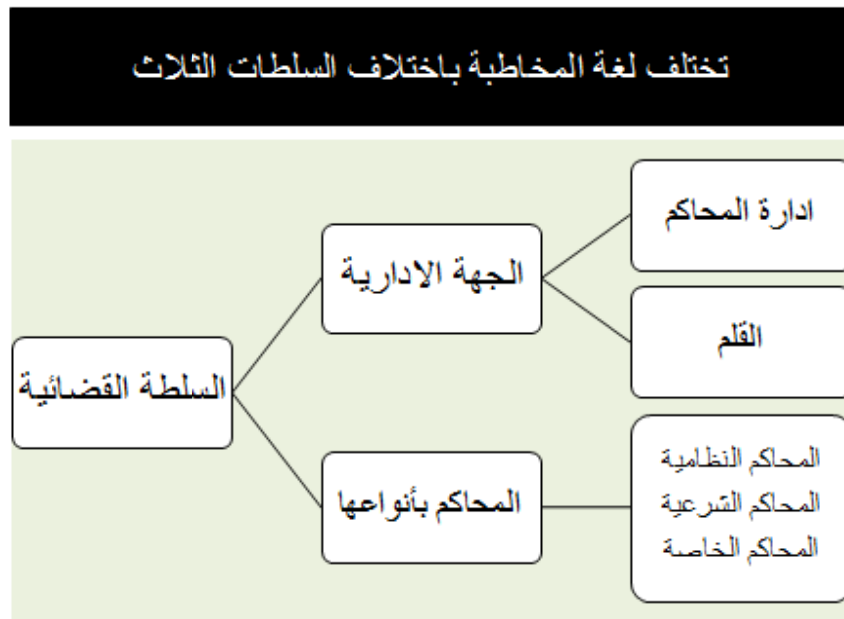 تختلف لغة المخاطبة باختلاف السلطات الثلاث
السلطة القضائية
الجهة الادارية
ادارة المحاكم
القلم
المحاكم بأنواعها
المحاكم النظامية
المحاكم الشرعية
المحاكم الخاصة